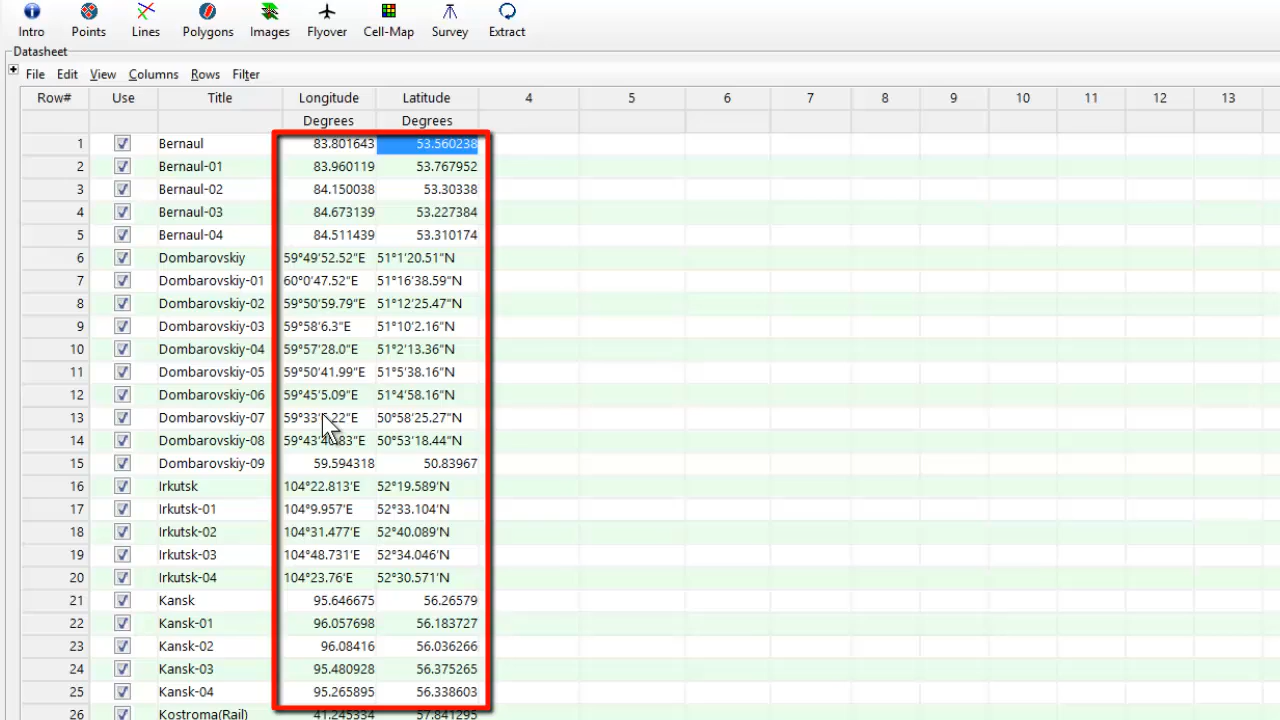 Intro Points Lines Polygons Images Flyover Cell-Map Survey Extract
Datasheet
File Edit View Columns Rows Filter
Row# Use Title Longitude Latitude 4 5 6 7 8 9 10 11 12 13
Degrees Degrees
1 Bernaul 83.801643 53.560238
2 Bernaul-01 83.960119 53.767952
3 Bernaul-02 84.150038 53.30338
4 Bernaul-03 84.673139 53.227384
5 Bernaul-04 84.511439 53.310174
6 Dombarovskiy 59°49'52.52"E 51°1'20.51"N
7 Dombarovskiy-01 60°0'47.52"E 51°16'38.59"N
8 Dombarovskiy-02 59°50'59.79"E 51°12'25.47"N
9 Dombarovskiy-03 59°58'6.3"E 51°10'2.16"N
10 Dombarovskiy-04 59°57'28.0"E 51°2'13.36"N
11 Dombarovskiy-05 59°50'41.99"E 51°5'38.16"N
12 Dombarovskiy-06 59°45'5.09"E 51°4'58.16"N
13 Dombarovskiy-07 50°58'25.27"N
14 Dombarovskiy-08 50°53'18.44"N
15 Dombarovskiy-09 59.594318 50.83967
16 Irkutsk 104°22.813'E 52°19.589'N
17 Irkutsk-01 104°9.957'E 52°33.104'N
18 Irkutsk-02 104°31.477'E 52°40.089'N
19 Irkutsk-03 104°48.731'E 52°34.046'N
20 Irkutsk-04 104°23.76'E 52°30.571'N
21 Kansk 95.646675 56.26579
22 Kansk-01 96.057698 56.183727
23 Kansk-02 96.08416 56.036266
24 Kansk-03 95.480928 56.375265
25 Kansk-04 95.265895 56.338603
26 Kostroma(Rail) 41.245334 57.841295